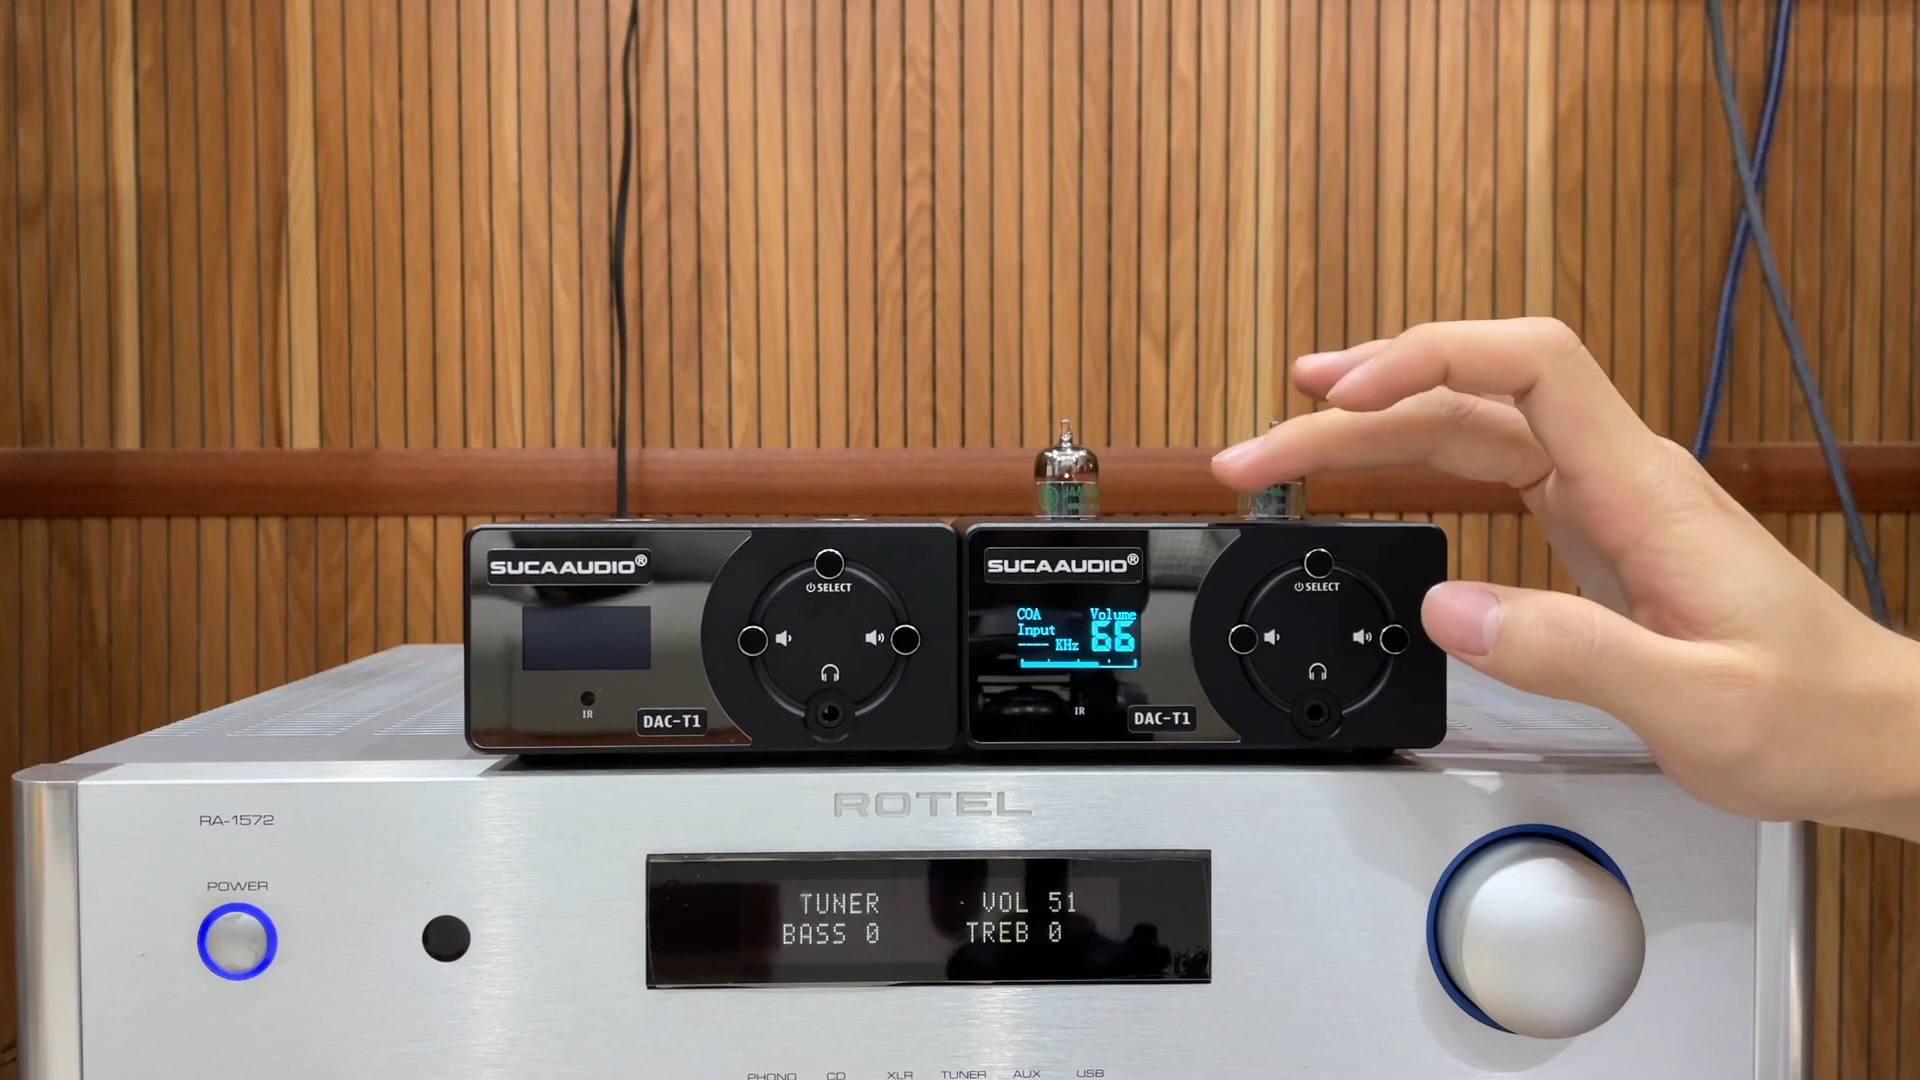 SUCAAUDIO®
SELECT
IR
DAC-T1
SUCAAUDIO®
COA Volume
Input 66
---- KHz
SELECT
IR
DAC-T1
ROTEL
RA-1572
POWER
TUNER VOL 51
BASS 0 TREB 0
PHONO CD XLR TUNER AUX USB